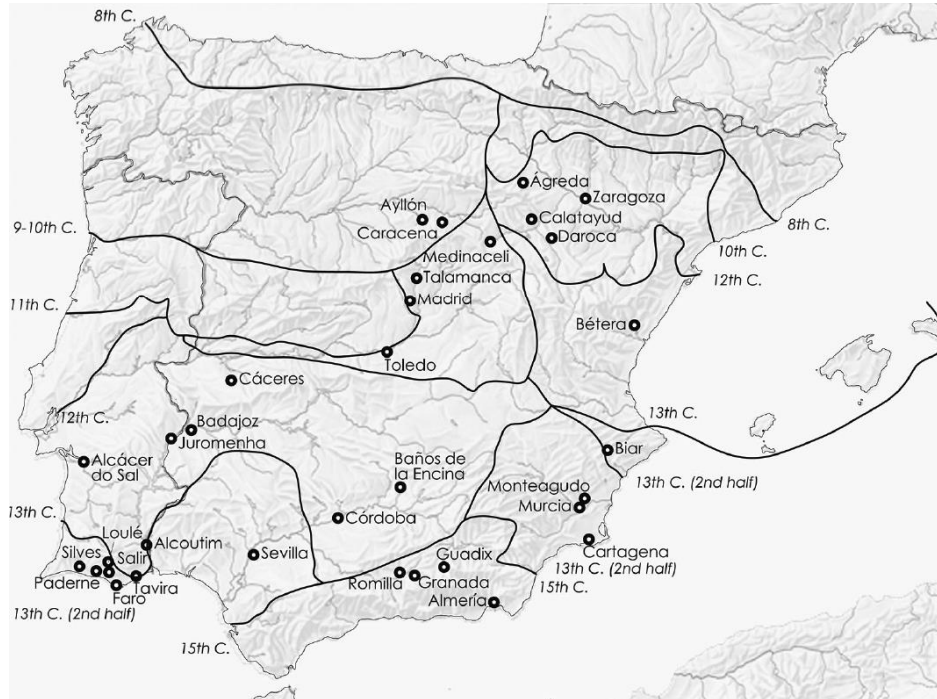 8th C.
Ágreda
Zaragoza
Ayllón
Caracena
Calatayud
9-10th C.
Daroca
8th C.
Medinaceli
10th C.
Talamanca
12th C.
Madrid
11th C.
Bétera
Toledo
Cáceres
12th C.
13th C.
Badajoz
Juromenha
Biar
Alcácer
do Sal
Baños de
la Encina
13th C. (2nd half)
Monteagudo
Murcia
13th C.
Córdoba
Loulé
Alcoutim
Cartagena
Silves
Salir
Sevilla
Guadix
13th C. (2nd half)
Paderne
Tavira
Romilla
Granada
15th C.
Faro
Almería
13th C. (2nd half)
15th C.